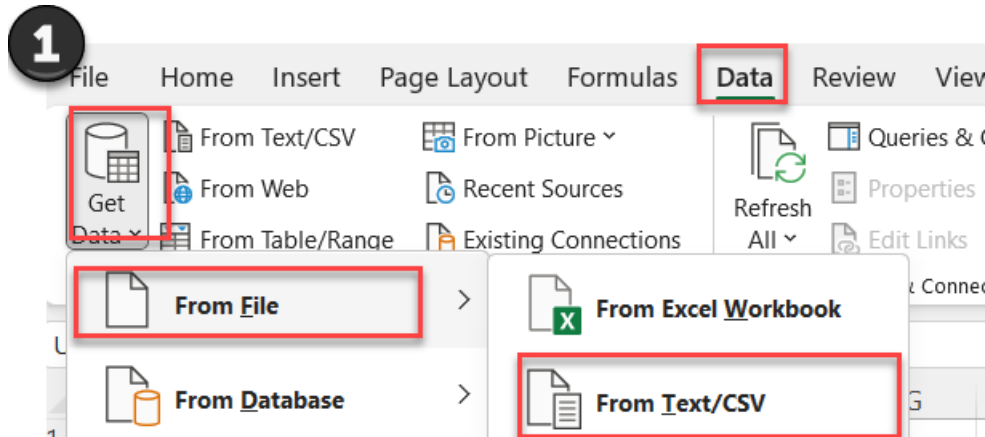 1
File Home Insert Page Layout Formulas Data Review View
From Text/CSV From Picture Queries &
Get From Web Recent Sources Refresh Properties
Data From Table/Range Existing Connections All Edit Links
From File From Excel Workbook
From Database From Text/CSV
G
1